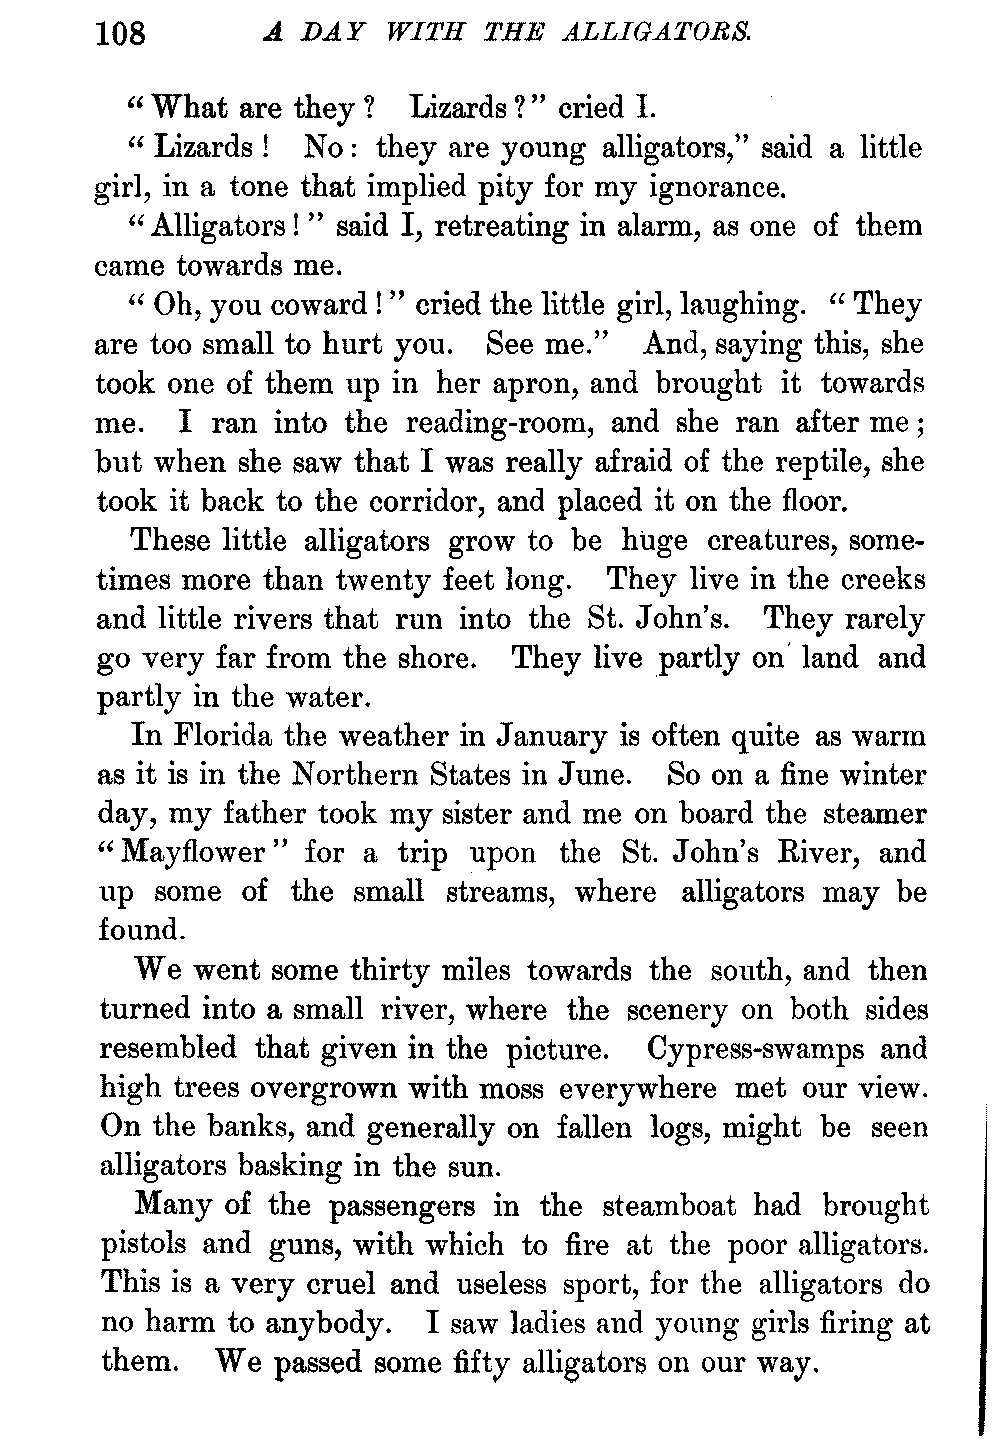 108 A DAY WITH THE ALLIGATORS.
“What are they? Lizards?” cried I.
“Lizards! No: they are young alligators,” said a little
girl, in a tone that implied pity for my ignorance.
“Alligators!” said I, retreating in alarm, as one of them
came towards me.
“Oh, you coward!” cried the little girl, laughing. “They
are too small to hurt you. See me.” And, saying this, she
took one of them up in her apron, and brought it towards
me. I ran into the reading-room, and she ran after me;
but when she saw that I was really afraid of the reptile, she
took it back to the corridor, and placed it on the floor.
These little alligators grow to be huge creatures, some-
times more than twenty feet long. They live in the creeks
and little rivers that run into the St. John’s. They rarely
go very far from the shore. They live partly on land and
partly in the water.
In Florida the weather in January is often quite as warm
as it is in the Northern States in June. So on a fine winter
day, my father took my sister and me on board the steamer
“Mayflower” for a trip upon the St. John’s River, and
up some of the small streams, where alligators may be
found.
We went some thirty miles towards the south, and then
turned into a small river, where the scenery on both sides
resembled that given in the picture. Cypress-swamps and
high trees overgrown with moss everywhere met our view.
On the banks, and generally on fallen logs, might be seen
alligators basking in the sun.
Many of the passengers in the steamboat had brought
pistols and guns, with which to fire at the poor alligators.
This is a very cruel and useless sport, for the alligators do
no harm to anybody. I saw ladies and young girls firing at
them. We passed some fifty alligators on our way.